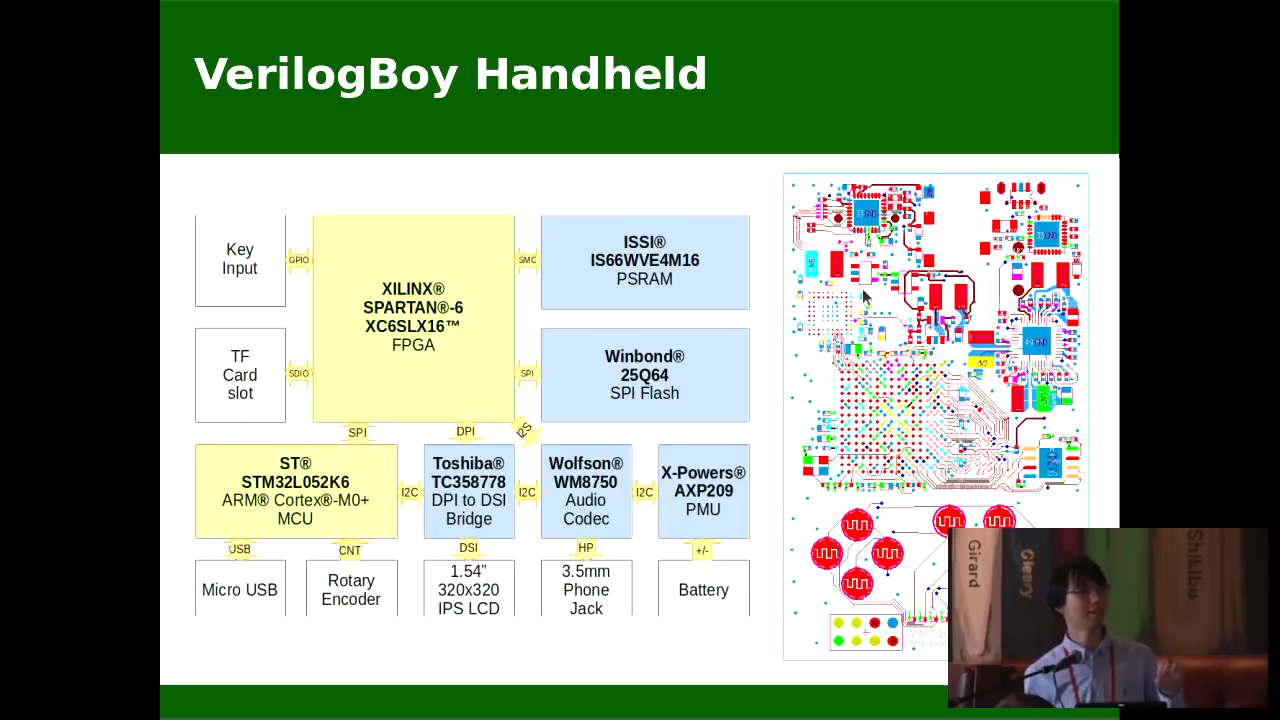 VerilogBoy Handheld
Key
Input
GPIO
XILINX®
SPARTAN®-6
XC6SLX16™
FPGA
SMC
ISSI®
IS66WVE4M16
PSRAM
TF
Card
slot
SDIO
SPI
Winbond®
25Q64
SPI Flash
SPI
DPI
I2S
ST®
STM32L052K6
ARM® Cortex®-M0+
MCU
I2C
Toshiba®
TC358778
DPI to DSI
Bridge
I2C
Wolfson®
WM8750
Audio
Codec
I2C
X-Powers®
AXP209
PMU
USB
CNT
DSI
HP
+/-
Micro USB
Rotary
Encoder
1.54”
320x320
IPS LCD
3.5mm
Phone
Jack
Battery
Girard
Cleary
Shikibu